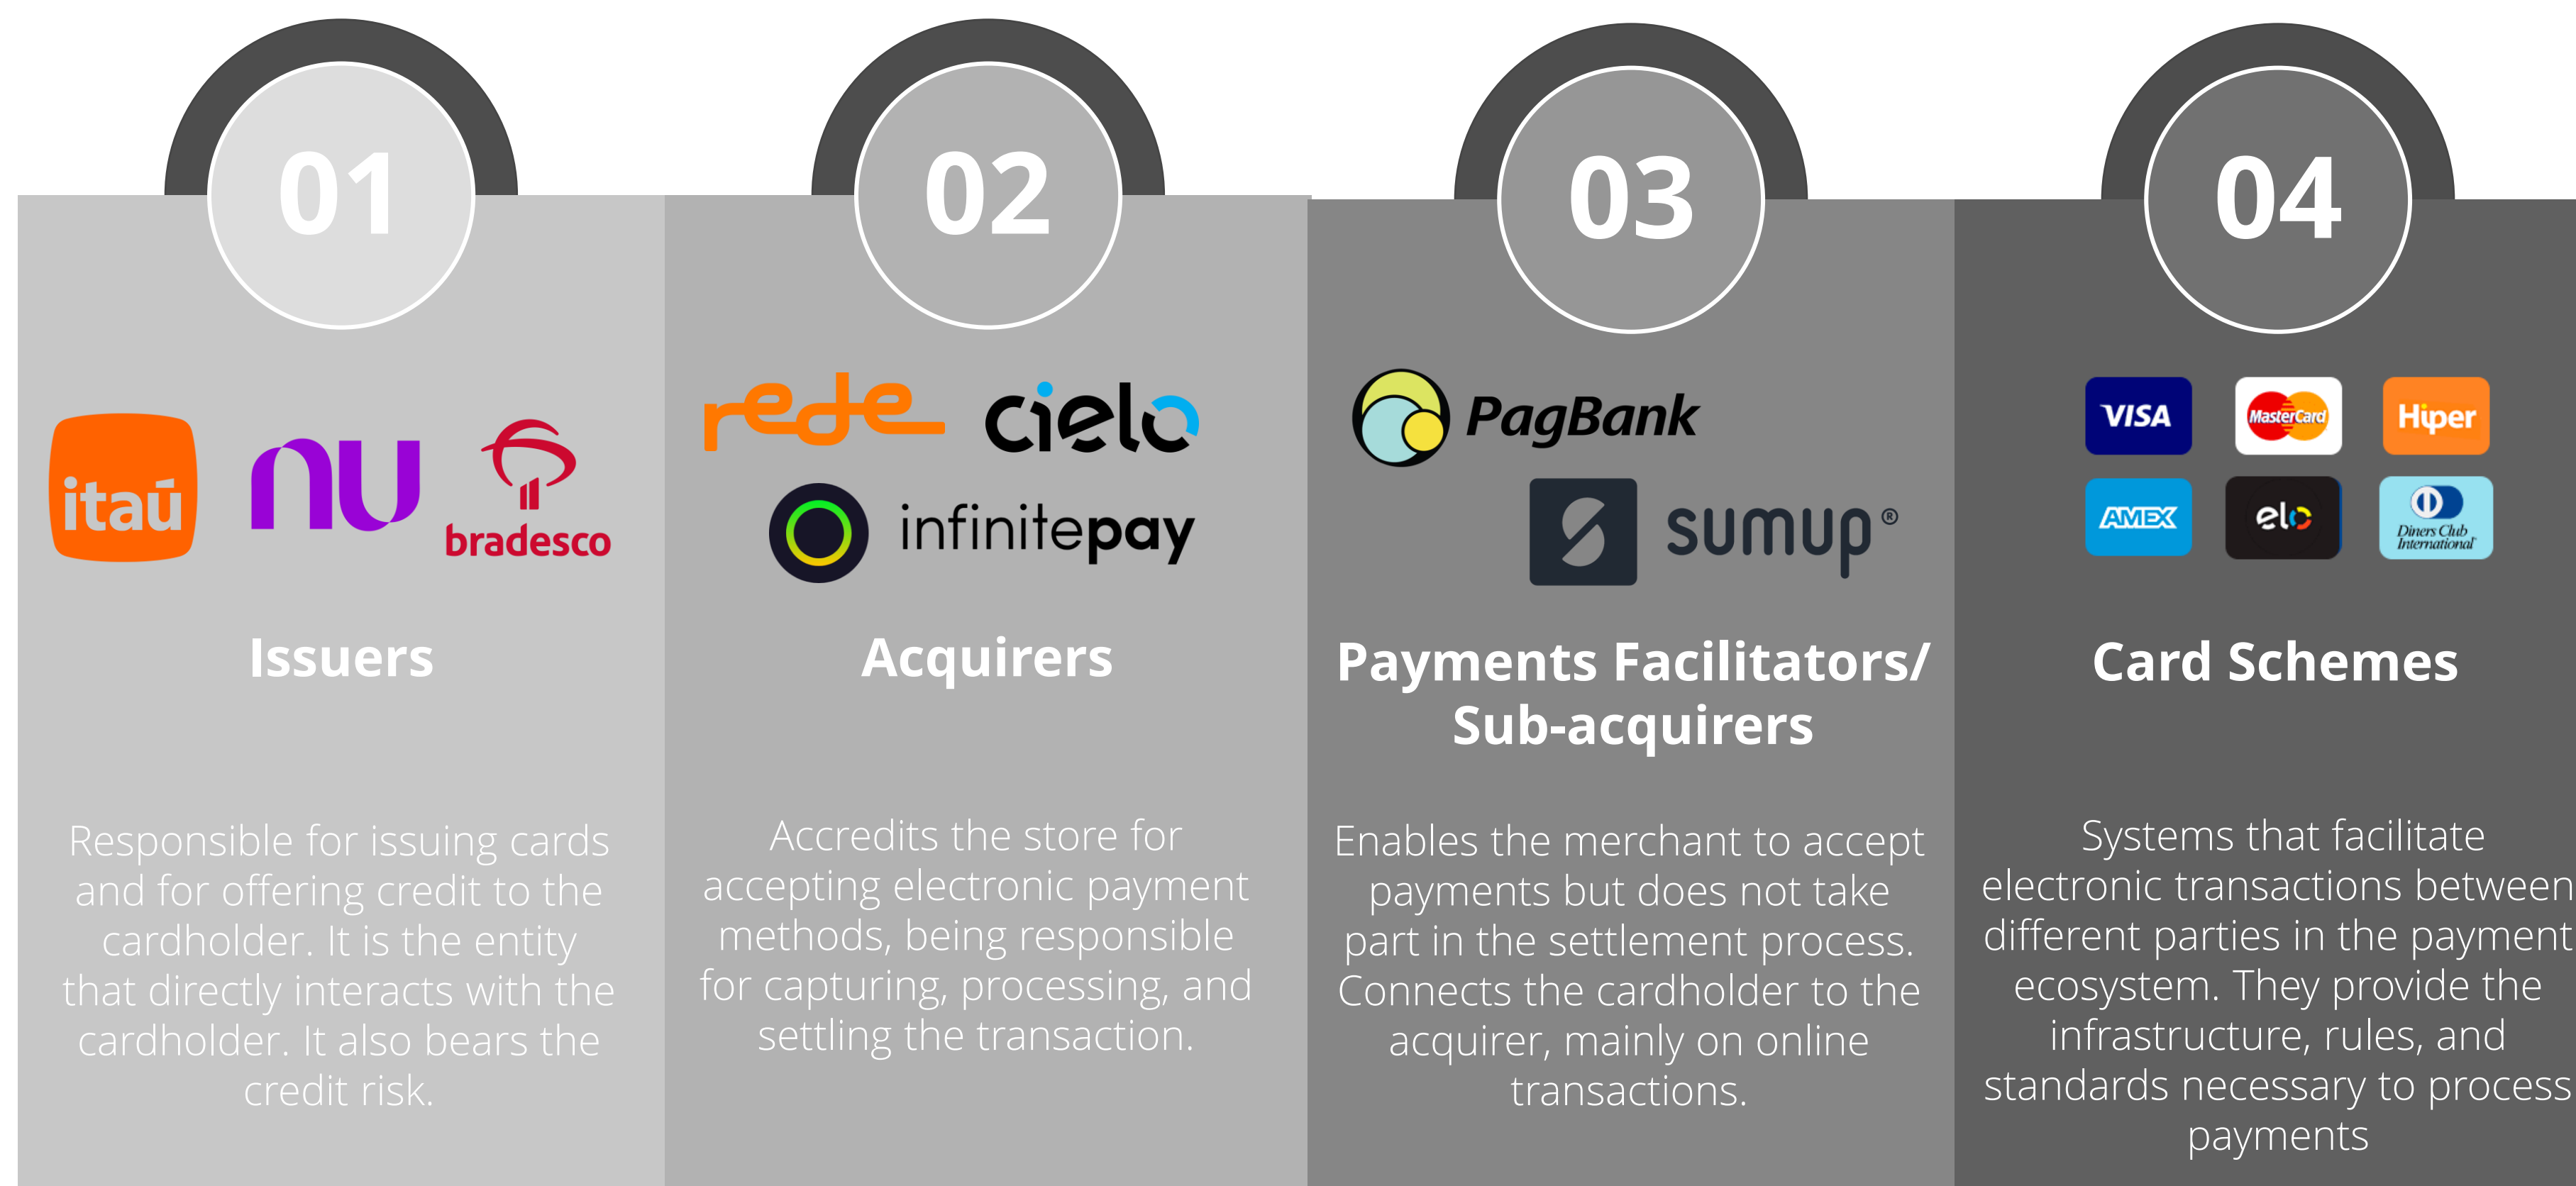 01
itaú
nu
bradesco
Issuers
Responsible for issuing cards
and for offering credit to the
cardholder. It is the entity
that directly interacts with the
cardholder. It also bears the
credit risk.
02
rede
cielo
infinitepay
Acquirers
Accredits the store for
accepting electronic payment
methods, being responsible
for capturing, processing, and
settling the transaction.
03
PagBank
sumup®
Payments Facilitators/
Sub-acquirers
Enables the merchant to accept
payments but does not take
part in the settlement process.
Connects the cardholder to the
acquirer, mainly on online
transactions.
04
VISA
MasterCard
Hiper
AMEX
elo
Diners Club
International
Card Schemes
Systems that facilitate
electronic transactions between
different parties in the payment
ecosystem. They provide the
infrastructure, rules, and
standards necessary to process
payments